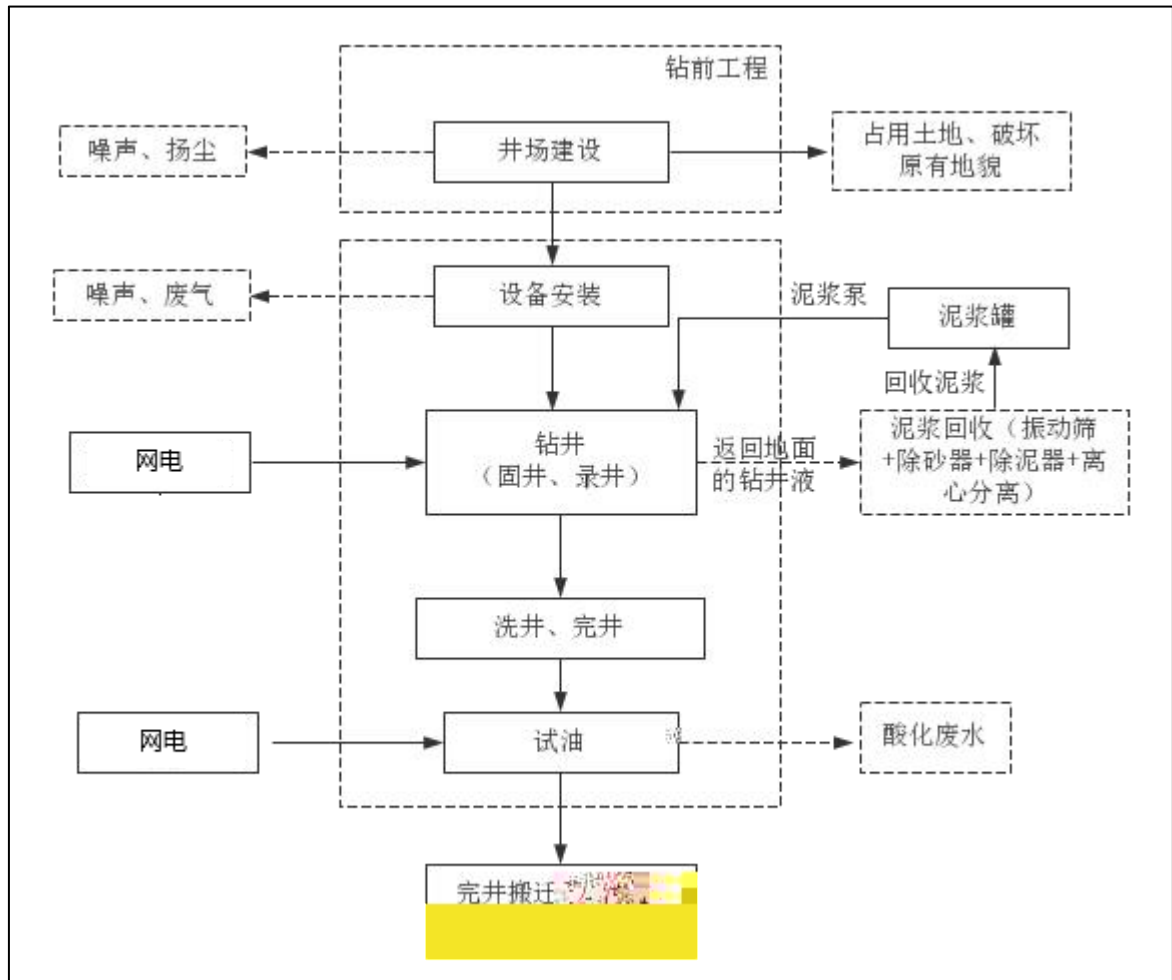 钻前工程
噪声、扬尘
井场建设
占用土地、破坏
原有地貌
噪声、废气
设备安装
泥浆泵
泥浆罐
回收泥浆
网电
钻井
(固井、录井)
返回地面
的钻井液
泥浆回收(振动筛
+除砂器+除泥器+离
心分离)
洗井、完井
网电
试油
酸化废水
完井搬迁